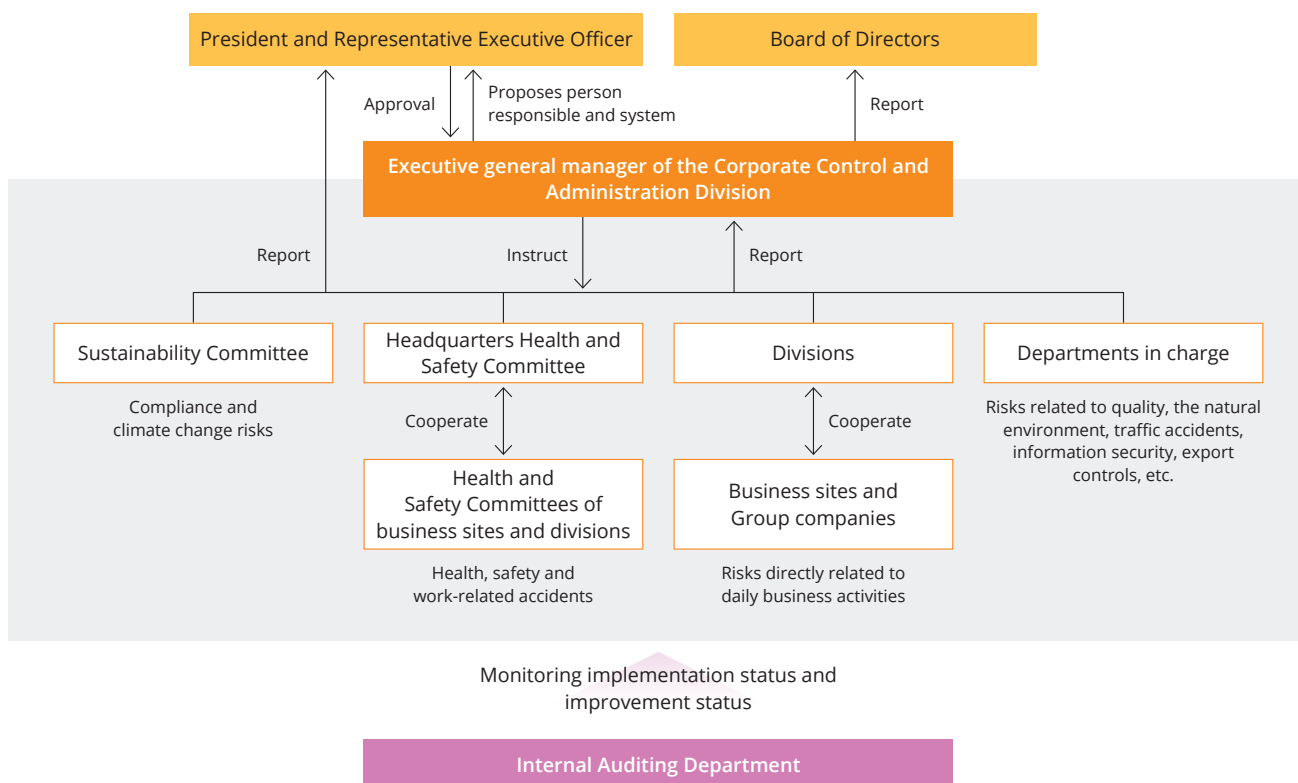 President and Representative Executive Officer
Board of Directors
Approval
Proposes person
responsible and system
Report
Executive general manager of the Corporate Control and
Administration Division
Report
Instruct
Report
Sustainability Committee
Headquarters Health and
Safety Committee
Divisions
Departments in charge
Compliance and
climate change risks
Cooperate
Cooperate
Risks related to quality, the natural
environment, traffic accidents,
information security, export
controls, etc.
Health and
Safety Committees of
business sites and divisions
Business sites and
Group companies
Health, safety and
work-related accidents
Risks directly related to
daily business activities
Monitoring implementation status and
improvement status
Internal Auditing Department